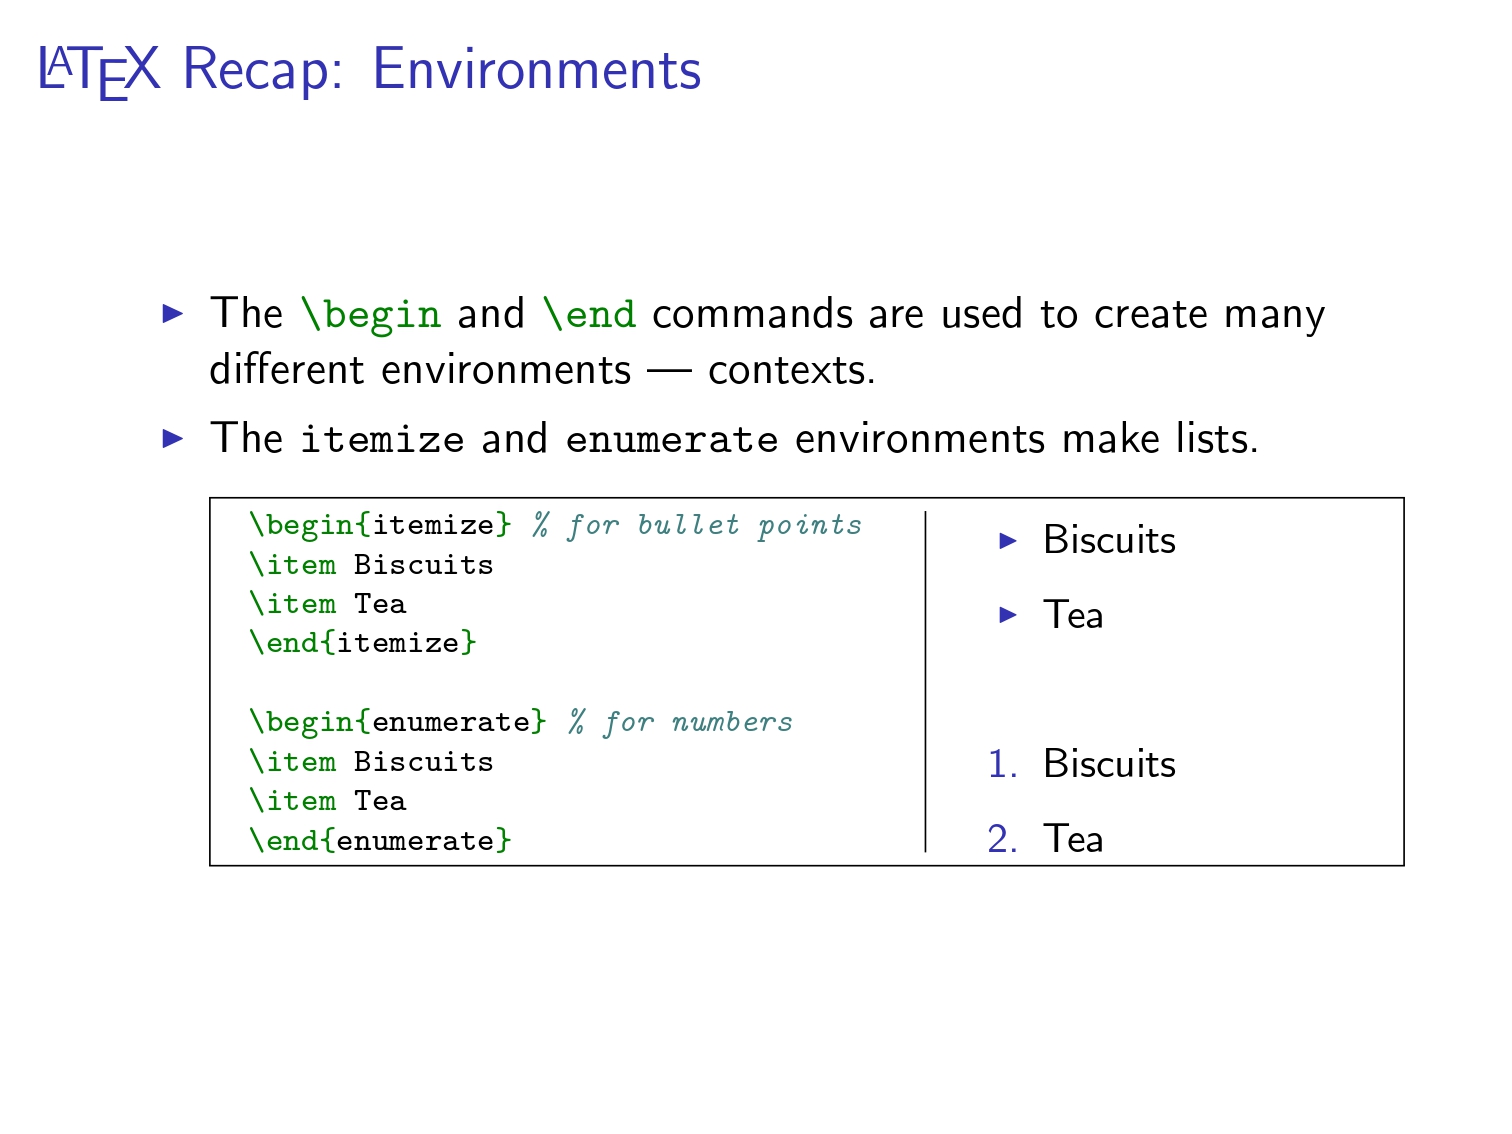 LATEX Recap: Environments
▶ The \begin and \end commands are used to create many
different environments — contexts.
▶ The itemize and enumerate environments make lists.
\begin{itemize} % for bullet points
\item Biscuits
\item Tea
\end{itemize}
\begin{enumerate} % for numbers
\item Biscuits
\item Tea
\end{enumerate}
▶ Biscuits
▶ Tea
1. Biscuits
2. Tea